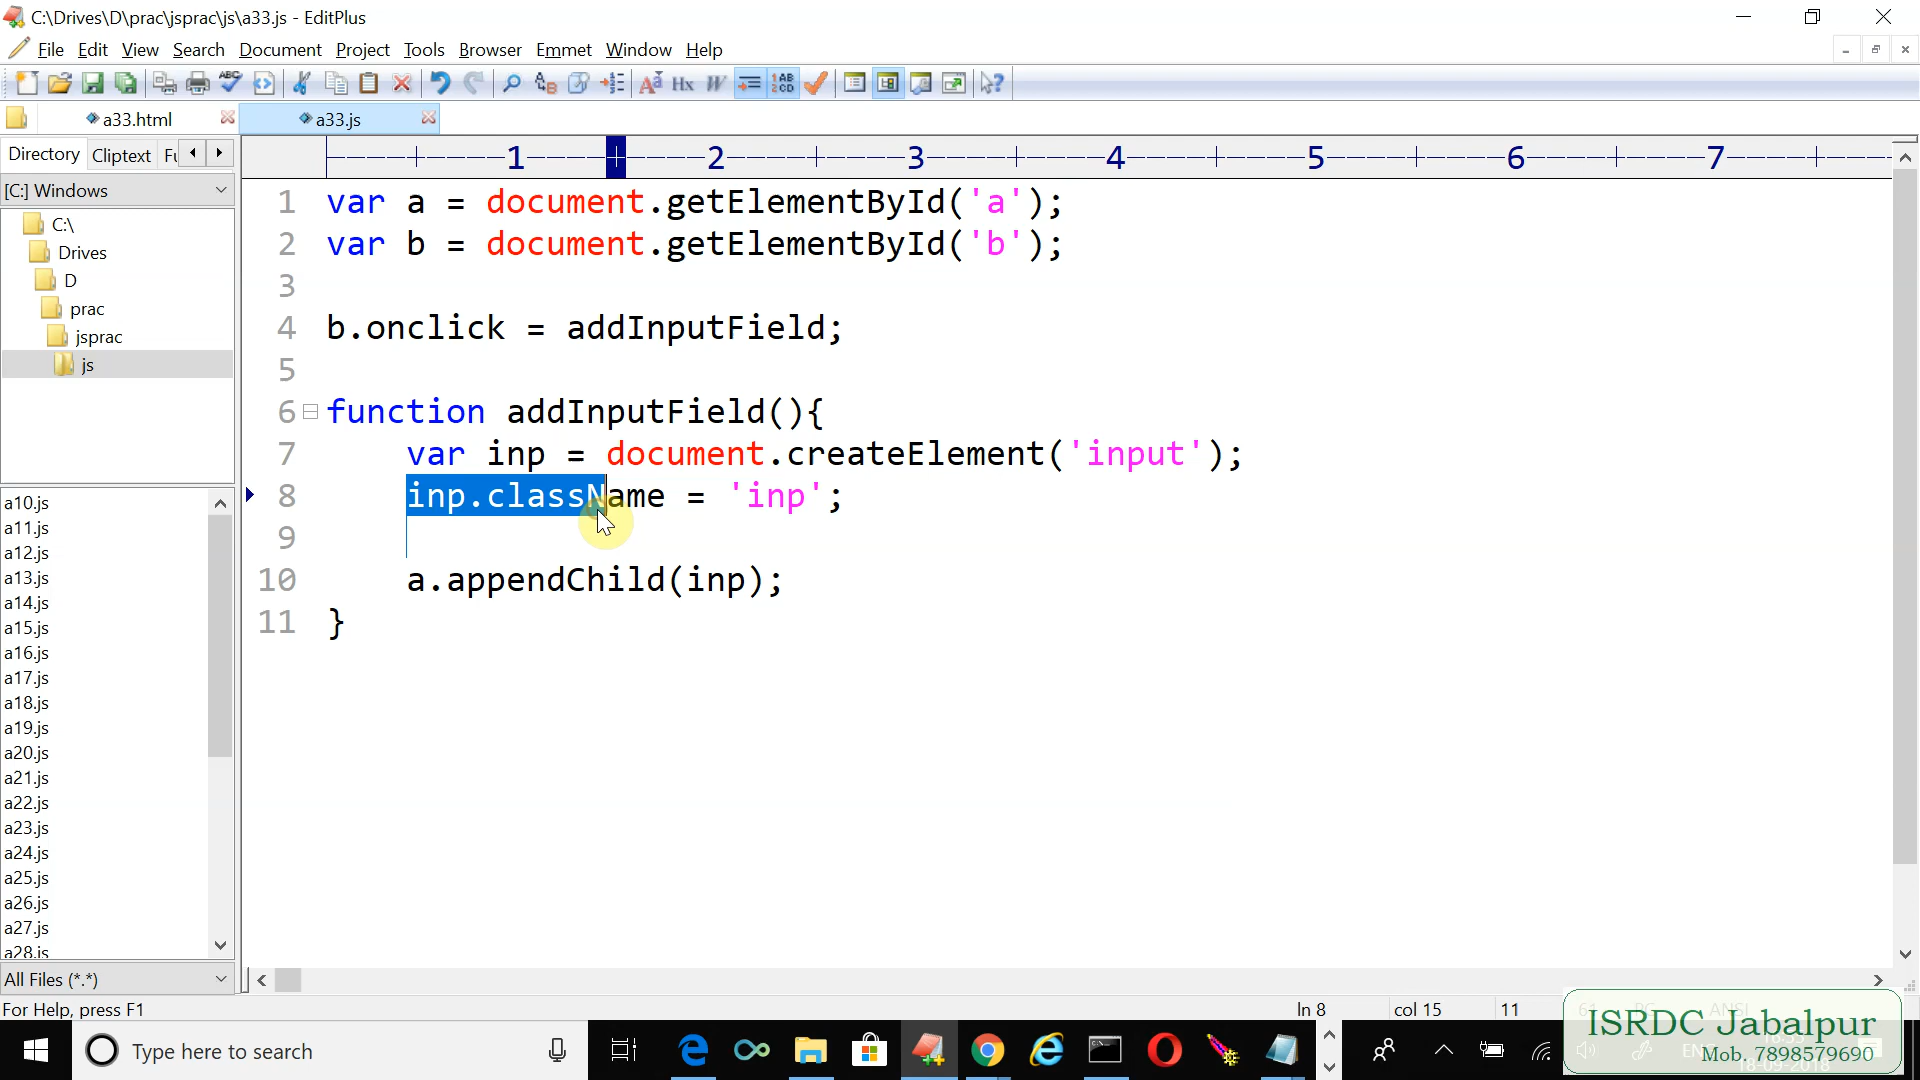 C:\Drives\D\prac\jsprac\js\a33.js - EditPlus
File Edit View Search Document Project Tools Browser Emmet Window Help
a33.html a33.js
Directory Cliptext
[C:] Windows
C:\
Drives
D
prac
jsprac
js
a10.js
a11.js
a12.js
a13.js
a14.js
a15.js
a16.js
a17.js
a18.js
a19.js
a20.js
a21.js
a22.js
a23.js
a24.js
a25.js
a26.js
a27.js
a28.js
All Files (*.*)
1 2 3 4 5 6 7
1 var a = document.getElementById('a');
2 var b = document.getElementById('b');
3
4 b.onclick = addInputField;
5
6 function addInputField(){
7 var inp = document.createElement('input');
8 inp.className = 'inp';
9
10 a.appendChild(inp);
11 }
For Help, press F1
ln 8 col 15 11 ANSI
Type here to search
ISRDC Jabalpur
Mob. 7898579690
18-09-2018